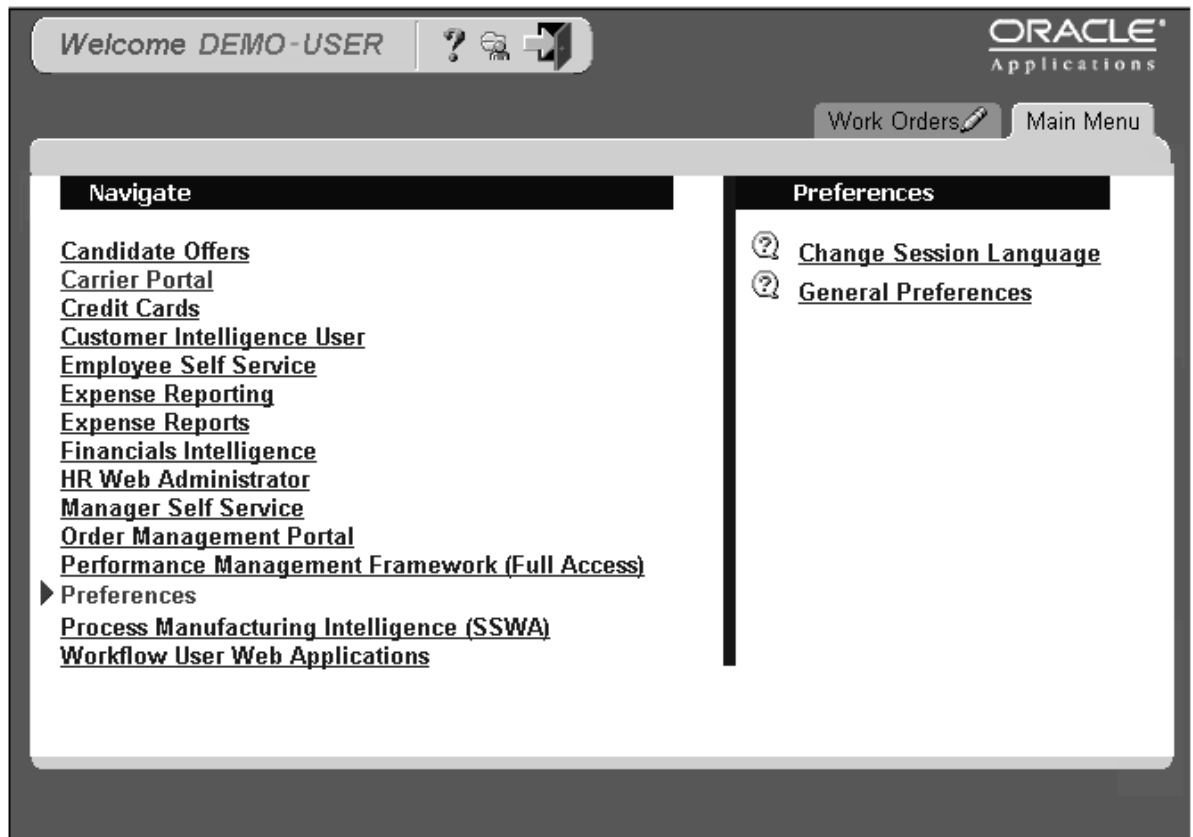 Welcome DEMO-USER
ORACLE
Applications
Work Orders
Main Menu
Navigate
Candidate Offers
Carrier Portal
Credit Cards
Customer Intelligence User
Employee Self Service
Expense Reporting
Expense Reports
Financials Intelligence
HR Web Administrator
Manager Self Service
Order Management Portal
Performance Management Framework (Full Access)
Preferences
Process Manufacturing Intelligence (SSWA)
Workflow User Web Applications
Preferences
Change Session Language
General Preferences